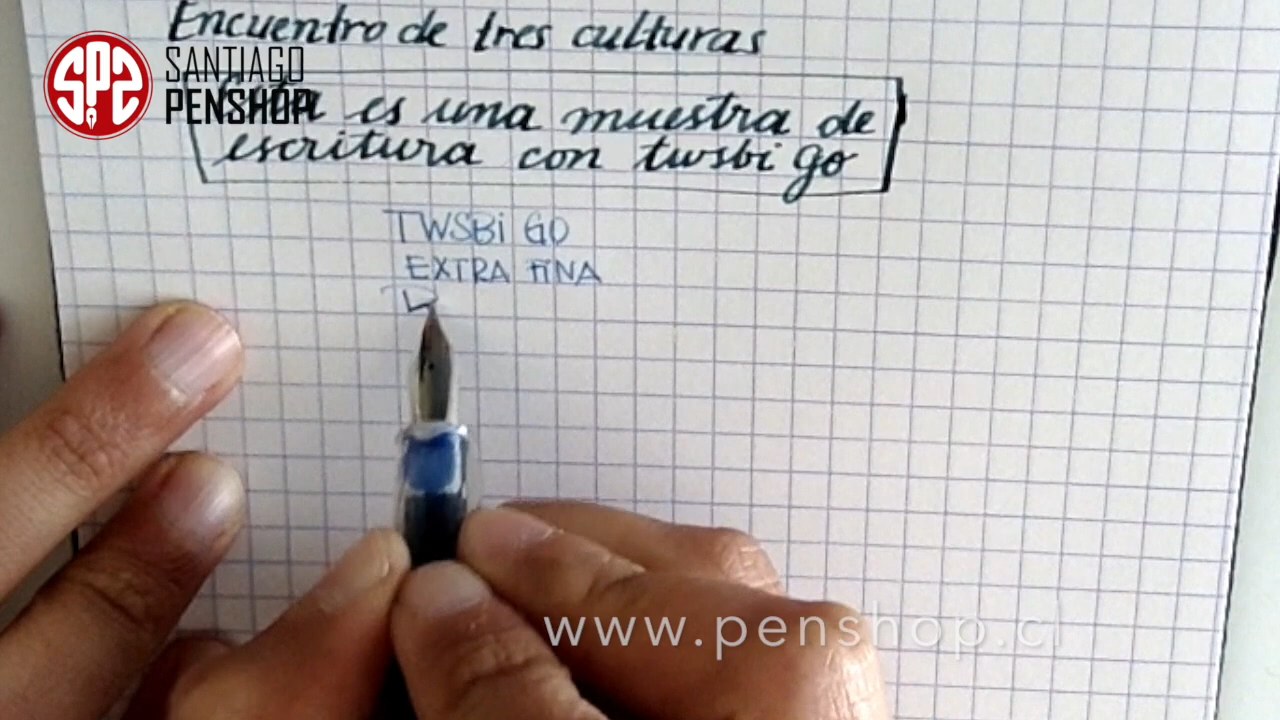 Encuentro de tres culturas
SPS
SANTIAGO
PENSHOP
es una muestra de
escritura con twsbi go
TWSBi GO
EXTRA FINA
www.penshop.cl